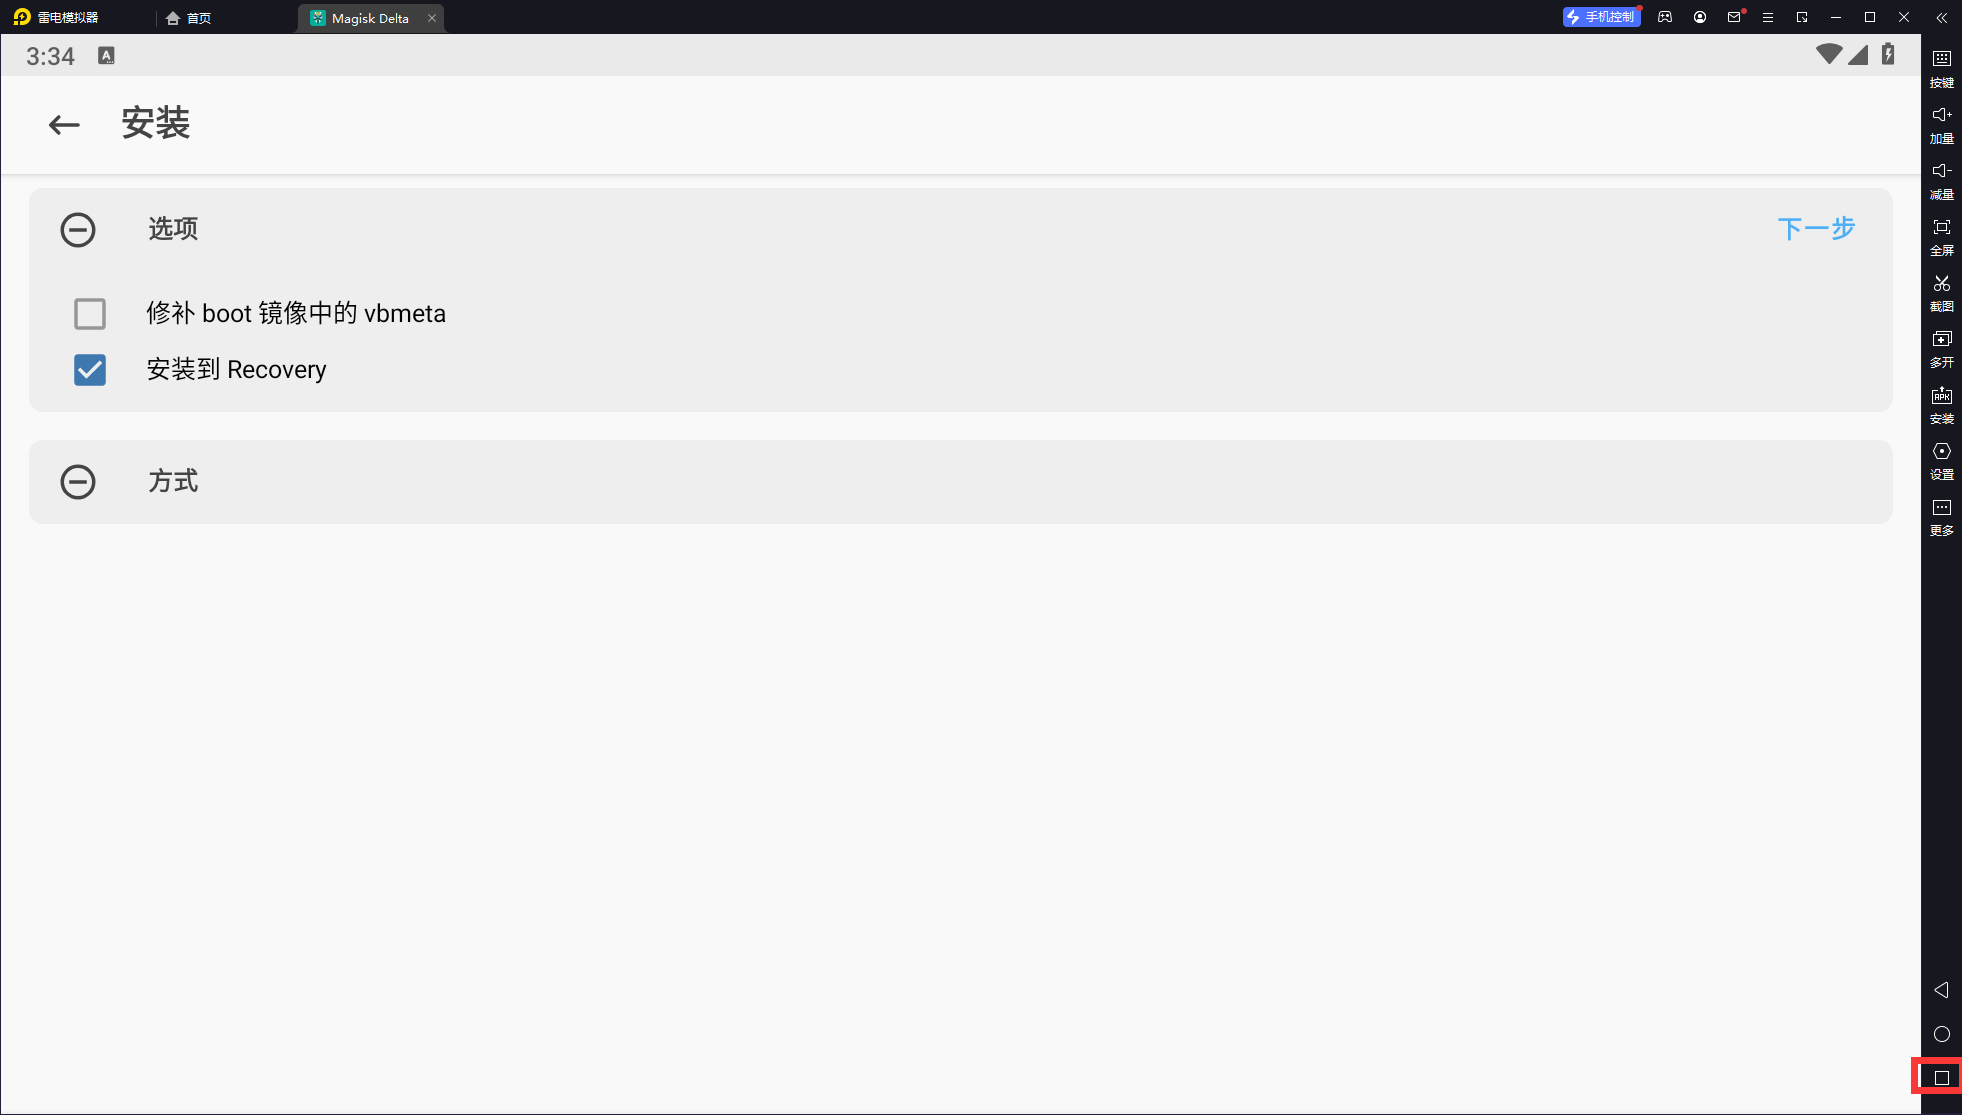 雷电模拟器
首页
Magisk Delta
手机控制
3:34
A
安装
选项
下一步
修补 boot 镜像中的 vbmeta
安装到 Recovery
方式
按键
加量
减量
全屏
截图
多开
APK
安装
设置
更多